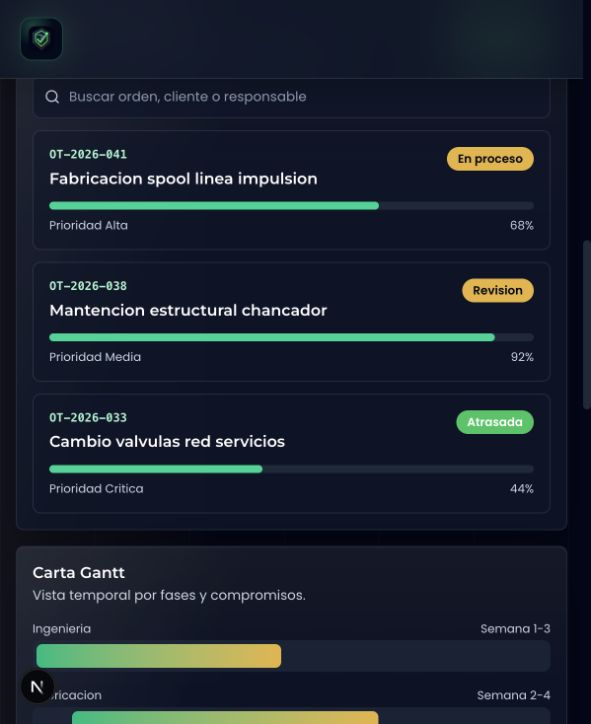 Buscar orden, cliente o responsable
OT-2026-041
En proceso
Fabricacion spool linea impulsion
Prioridad Alta
68%
OT-2026-038
Revision
Mantencion estructural chancador
Prioridad Media
92%
OT-2026-033
Atrasada
Cambio valvulas red servicios
Prioridad Critica
44%
Carta Gantt
Vista temporal por fases y compromisos.
Ingenieria
Semana 1-3
N
ricacion
Semana 2-4